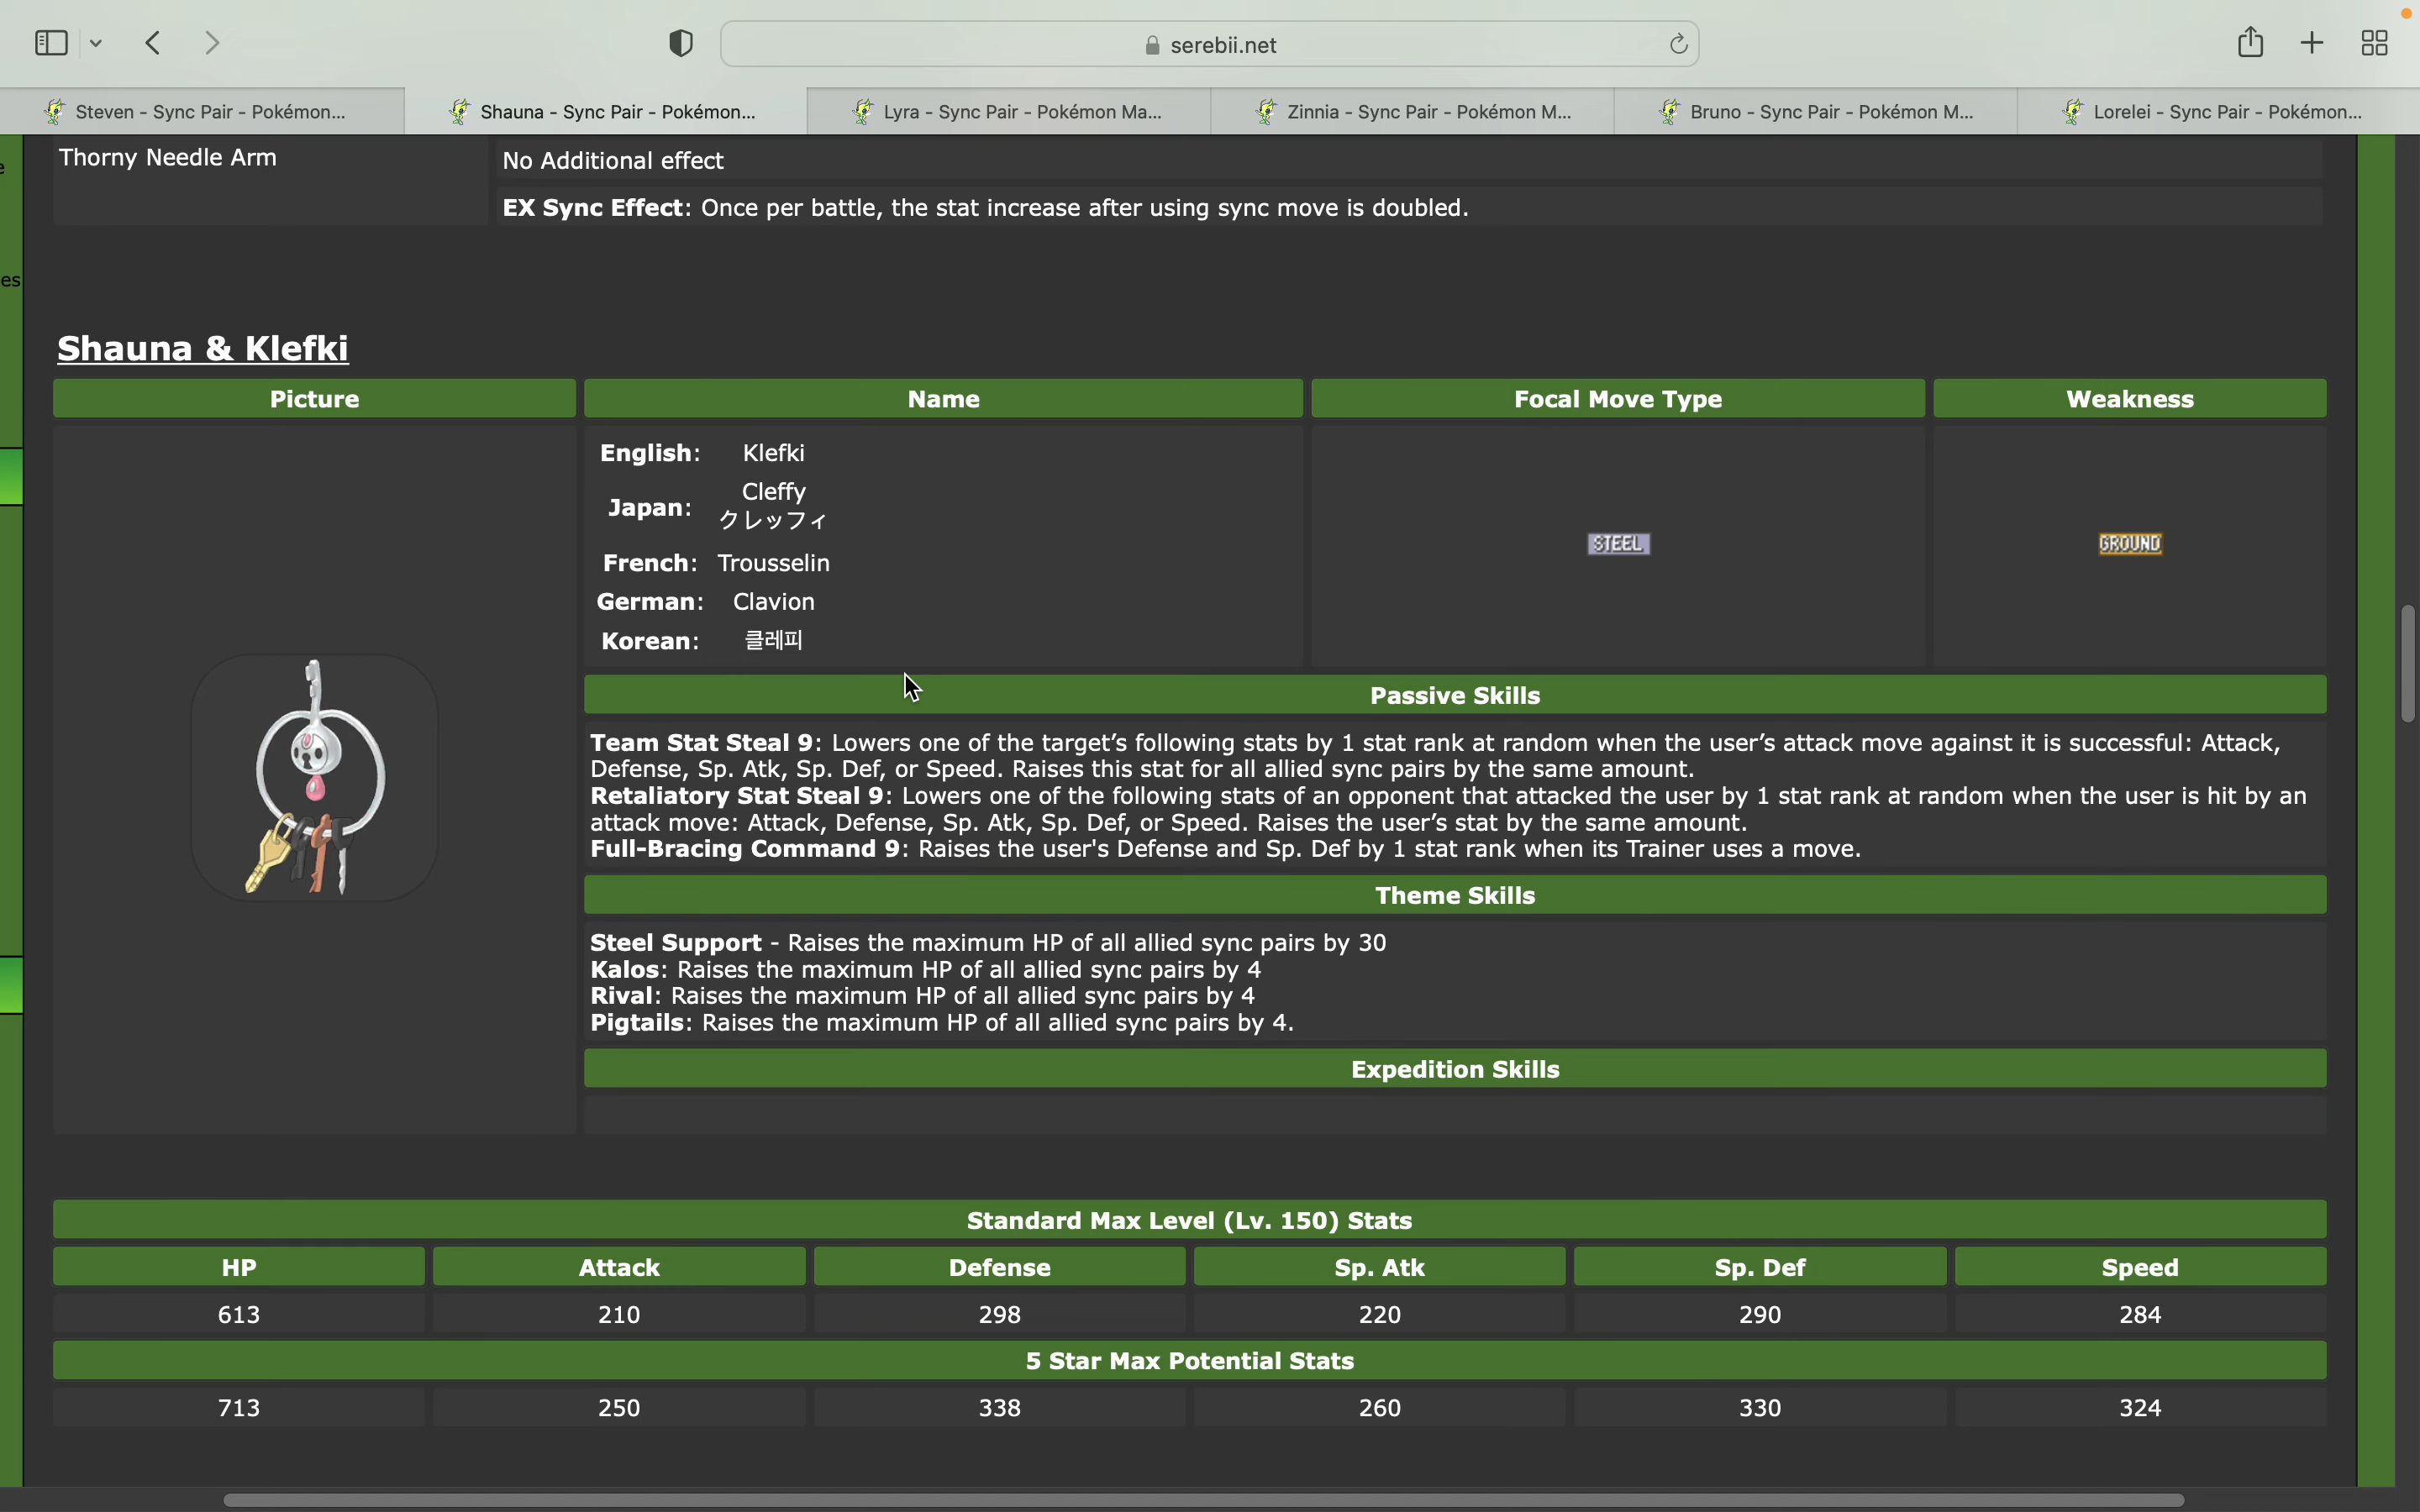 serebii.net
Steven - Sync Pair - Pokémon...
Shauna - Sync Pair - Pokémon...
Lyra - Sync Pair - Pokémon Ma...
Zinnia - Sync Pair - Pokémon M...
Bruno - Sync Pair - Pokémon M...
Lorelei - Sync Pair - Pokémon...
e
es
Thorny Needle Arm
No Additional effect
EX Sync Effect: Once per battle, the stat increase after using sync move is doubled.
Shauna & Klefki
Picture
Name
Focal Move Type
Weakness
English: Klefki
Japan: Cleffy
クレッフィ
French: Trousselin
German: Clavion
Korean: 클레피
STEEL
GROUND
Passive Skills
Team Stat Steal 9: Lowers one of the target's following stats by 1 stat rank at random when the user's attack move against it is successful: Attack,
Defense, Sp. Atk, Sp. Def, or Speed. Raises this stat for all allied sync pairs by the same amount.
Retaliatory Stat Steal 9: Lowers one of the following stats of an opponent that attacked the user by 1 stat rank at random when the user is hit by an
attack move: Attack, Defense, Sp. Atk, Sp. Def, or Speed. Raises the user's stat by the same amount.
Full-Bracing Command 9: Raises the user's Defense and Sp. Def by 1 stat rank when its Trainer uses a move.
Theme Skills
Steel Support - Raises the maximum HP of all allied sync pairs by 30
Kalos: Raises the maximum HP of all allied sync pairs by 4
Rival: Raises the maximum HP of all allied sync pairs by 4
Pigtails: Raises the maximum HP of all allied sync pairs by 4.
Expedition Skills
Standard Max Level (Lv. 150) Stats
HP Attack Defense Sp. Atk Sp. Def Speed
613 210 298 220 290 284
5 Star Max Potential Stats
713 250 338 260 330 324